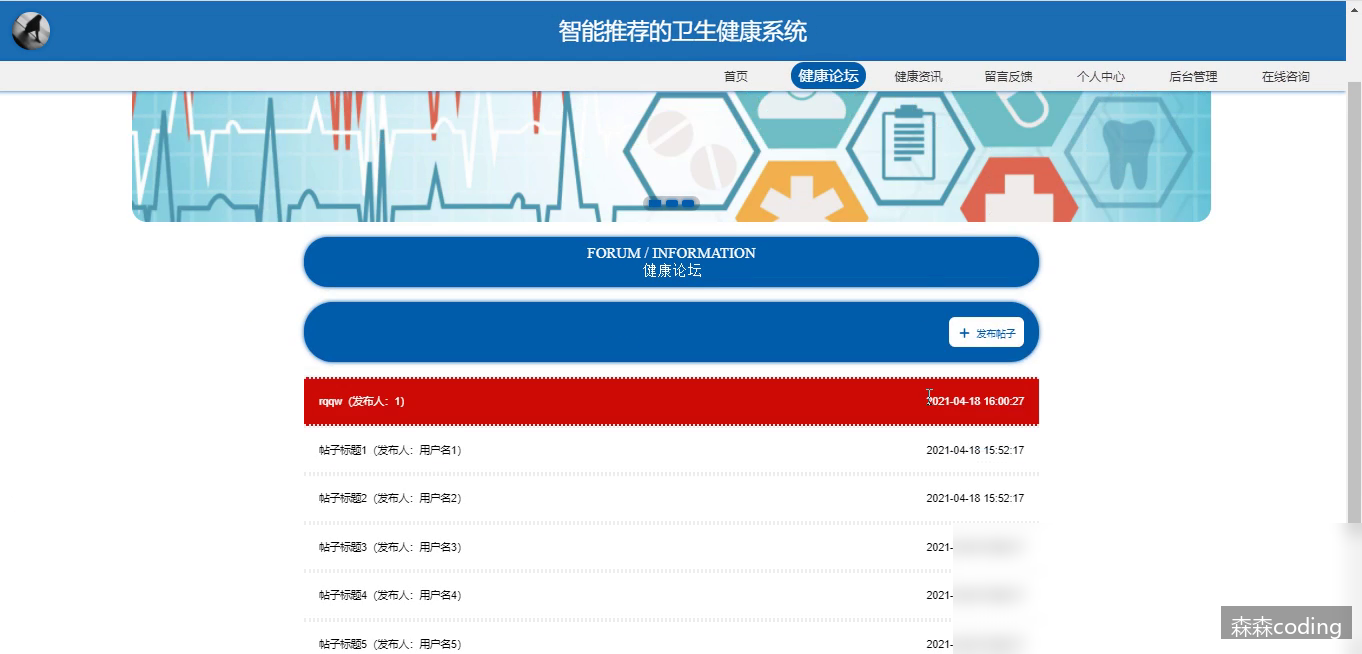 智能推荐的卫生健康系统
首页 健康论坛 健康资讯 留言反馈 个人中心 后台管理 在线咨询
FORUM / INFORMATION
健康论坛
+ 发布帖子
rqqw（发布人：1） 2021-04-18 16:00:27
帖子标题1（发布人：用户名1） 2021-04-18 15:52:17
帖子标题2（发布人：用户名2） 2021-04-18 15:52:17
帖子标题3（发布人：用户名3） 2021-
帖子标题4（发布人：用户名4） 2021-
帖子标题5（发布人：用户名5） 2021-
森森coding